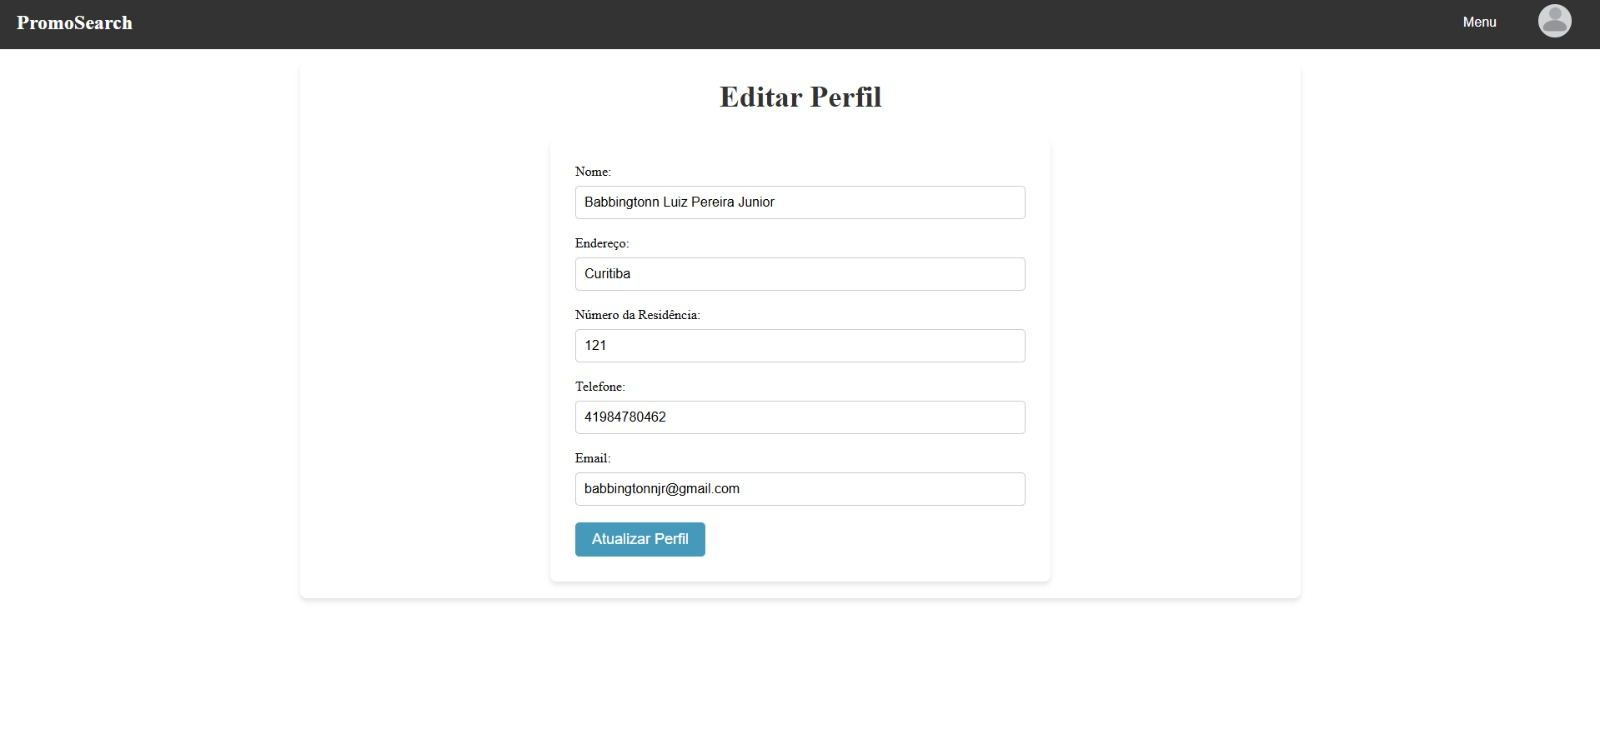 PromoSearch
Menu
Editar Perfil
Nome:
Babbingtonn Luiz Pereira Junior
Endereço:
Curitiba
Número da Residência:
121
Telefone:
41984780462
Email:
babbingtonnjr@gmail.com
Atualizar Perfil